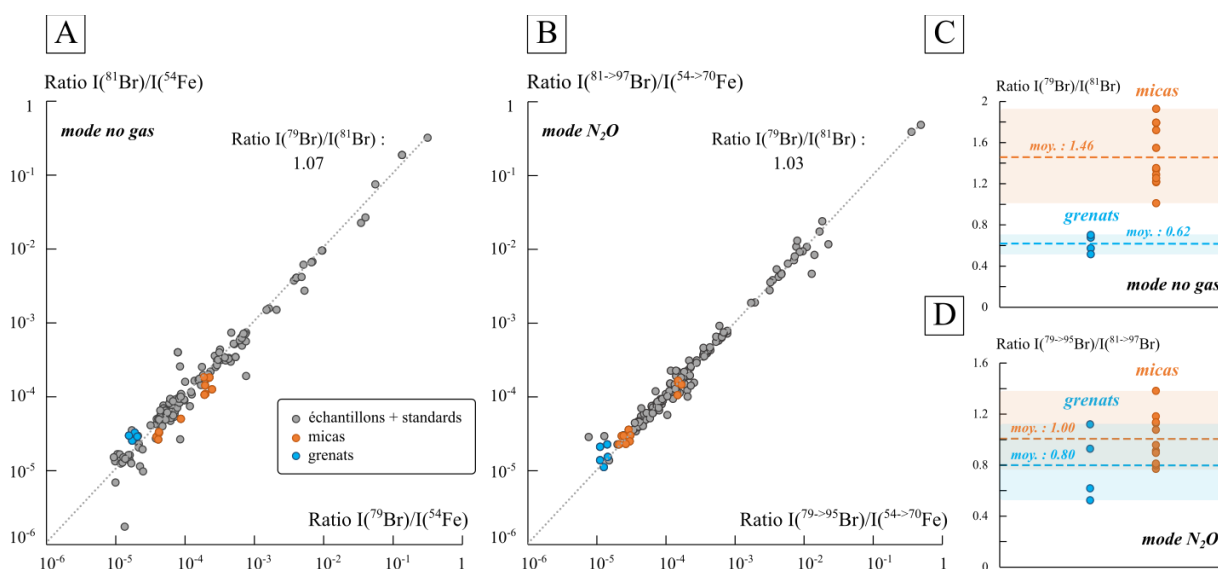 A
Ratio I(⁸¹Br)/I(⁵⁴Fe)
1
10⁻¹
10⁻²
10⁻³
10⁻⁴
10⁻⁵
10⁻⁶
mode no gas
Ratio I(⁷⁹Br)/I(⁸¹Br) :
1.07
échantillons + standards
micas
grenats
Ratio I(⁷⁹Br)/I(⁵⁴Fe)
10⁻⁶ 10⁻⁵ 10⁻⁴ 10⁻³ 10⁻² 10⁻¹ 1
B
Ratio I(⁸¹⁻>⁹⁷Br)/I(⁵⁴⁻>⁷⁰Fe)
1
10⁻¹
10⁻²
10⁻³
10⁻⁴
10⁻⁵
10⁻⁶
mode N₂O
Ratio I(⁷⁹Br)/I(⁸¹Br) :
1.03
Ratio I(⁷⁹⁻>⁹⁵Br)/I(⁵⁴⁻>⁷⁰Fe)
10⁻⁶ 10⁻⁵ 10⁻⁴ 10⁻³ 10⁻² 10⁻¹ 1
C
Ratio I(⁷⁹Br)/I(⁸¹Br)
2
1.6
1.2
0.8
0.4
0
micas
moy. : 1.46
grenats
moy. : 0.62
mode no gas
D
Ratio I(⁷⁹⁻>⁹⁵Br)/I(⁸¹⁻>⁹⁷Br)
1.6
1.2
0.8
0.4
0
micas
grenats
moy. : 1.00
moy. : 0.80
mode N₂O